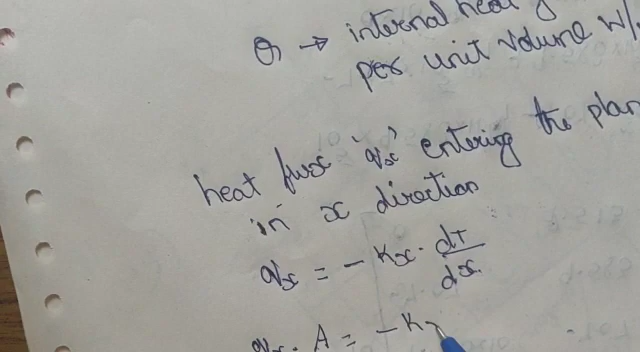 Q → internal heat g
per unit volume W/
heat flux 'qx' entering the plan
in x direction
qx = - Kx . dT/dx
qx . A = - K